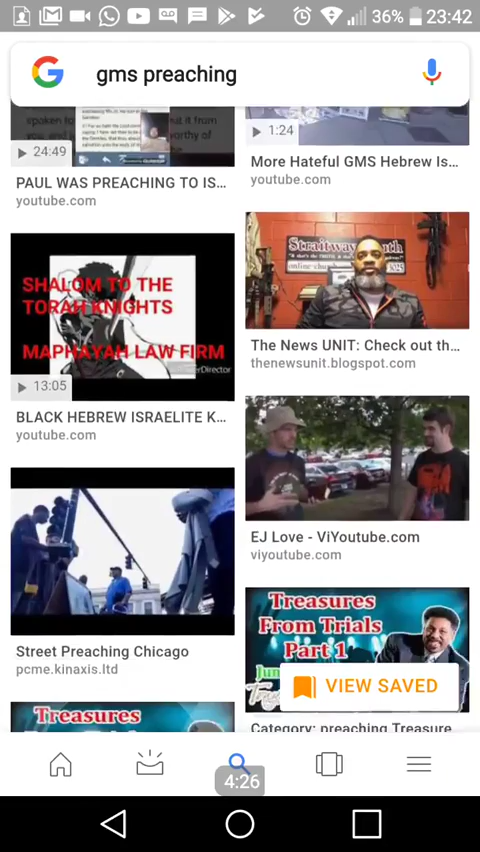 36% 23:42
gms preaching
24:49
PAUL WAS PREACHING TO IS...
youtube.com
1:24
More Hateful GMS Hebrew Is...
youtube.com
SHALOM TO THE
TORAH KNIGHTS
MAPHAYAH LAW FIRM
13:05
BLACK HEBREW ISRAELITE K...
youtube.com
Straitway
The News UNIT: Check out th...
thenewsunit.blogspot.com
EJ Love - ViYoutube.com
viyoutube.com
Street Preaching Chicago
pcme.kinaxis.ltd
Treasures
From Trials
Part 1
VIEW SAVED
Category: preaching Treasure
Treasures
4:26